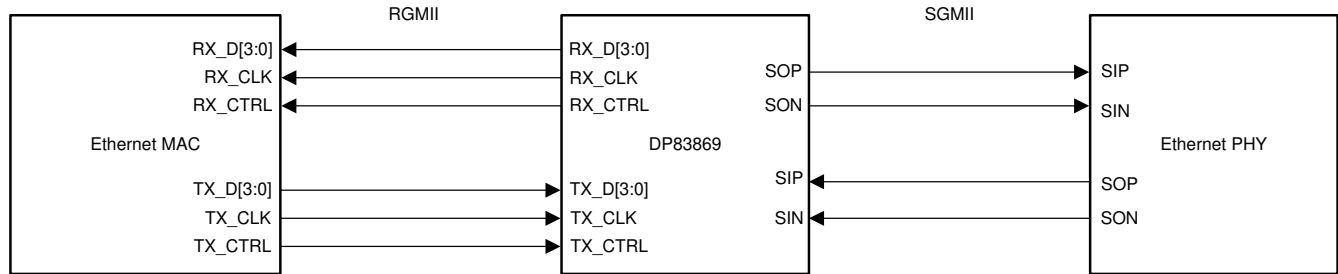 RGMII
SGMII
RX_D[3:0]
RX_CLK
RX_CTRL
Ethernet MAC
TX_D[3:0]
TX_CLK
TX_CTRL
RX_D[3:0]
RX_CLK
RX_CTRL
SOP
SON
DP83869
TX_D[3:0]
TX_CLK
TX_CTRL
SIP
SIN
SIP
SIN
Ethernet PHY
SOP
SON